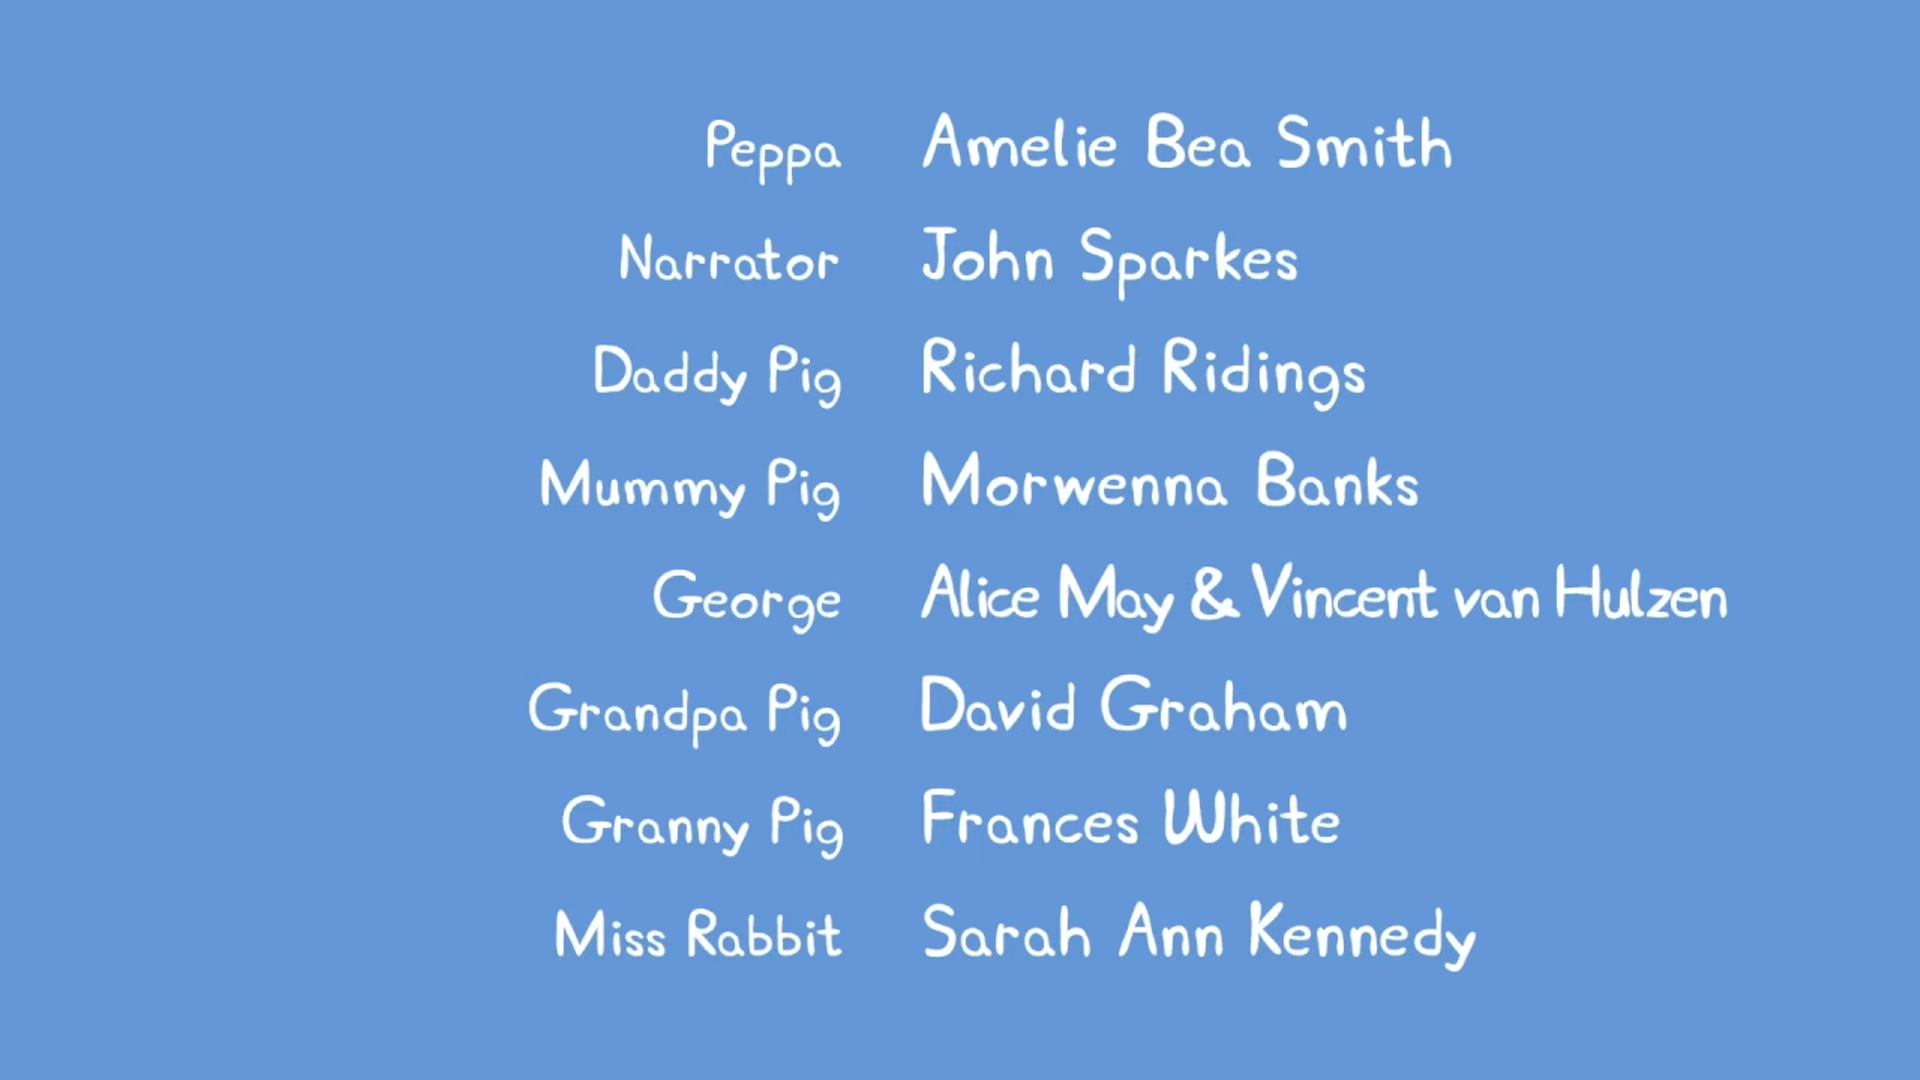 Peppa Amelie Bea Smith
Narrator John Sparkes
Daddy Pig Richard Ridings
Mummy Pig Morwenna Banks
George Alice May & Vincent van Hulzen
Grandpa Pig David Graham
Granny Pig Frances White
Miss Rabbit Sarah Ann Kennedy